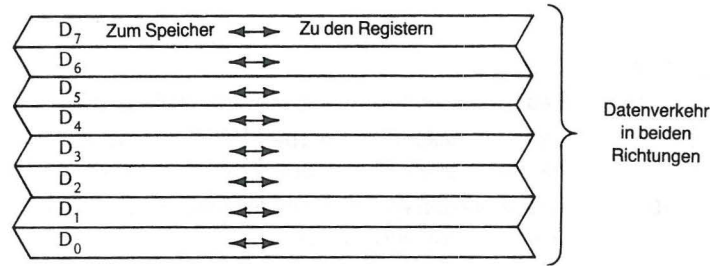 D₇ Zum Speicher Zu den Registern
D₆
D₅
D₄
D₃
D₂
D₁
D₀
Datenverkehr
in beiden
Richtungen